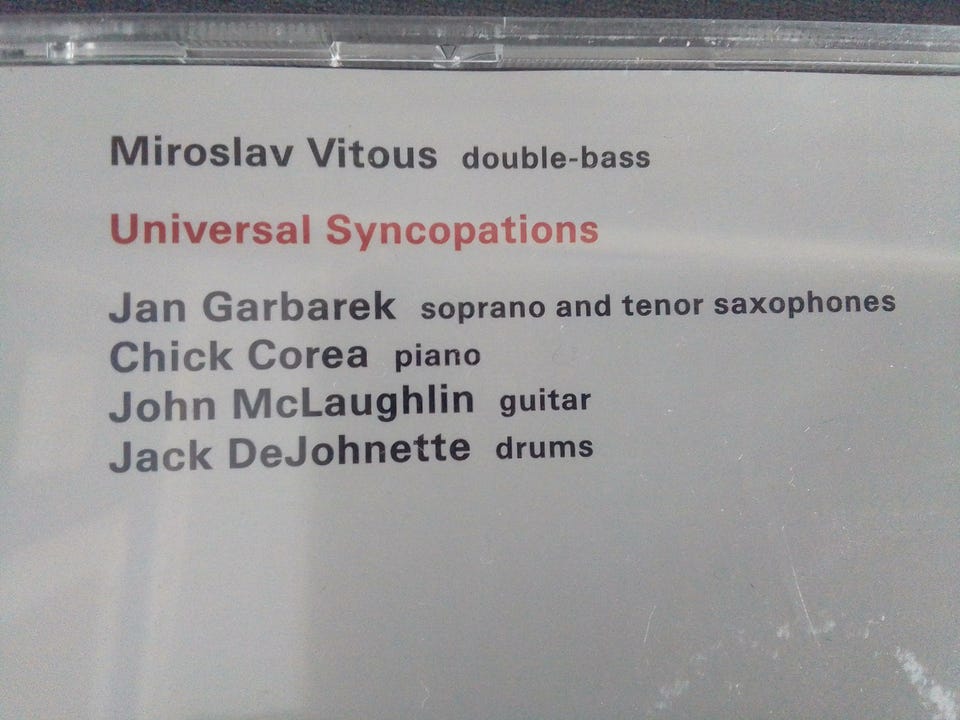 Miroslav Vitous double-bass
Universal Syncopations
Jan Garbarek soprano and tenor saxophones
Chick Corea piano
John McLaughlin guitar
Jack DeJohnette drums